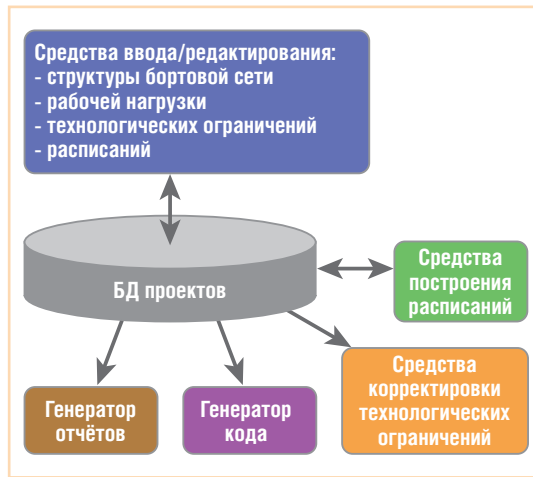 Средства ввода/редактирования:
- структуры бортовой сети
- рабочей нагрузки
- технологических ограничений
- расписаний
БД проектов
Средства
построения
расписаний
Генератор
отчётов
Генератор
кода
Средства
корректировки
технологических
ограничений